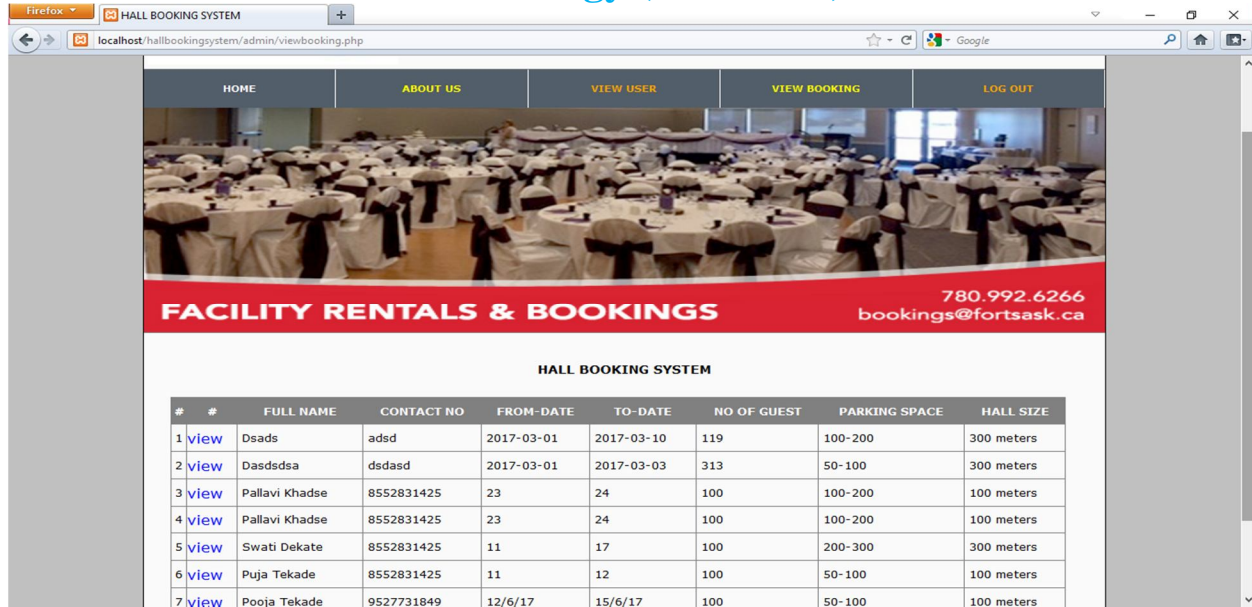 Firefox
HALL BOOKING SYSTEM
localhost/hallbookingsystem/admin/viewbooking.php
Google
HOME ABOUT US VIEW USER VIEW BOOKING LOG OUT
FACILITY RENTALS & BOOKINGS
780.992.6266
bookings@fortsask.ca
HALL BOOKING SYSTEM
# # FULL NAME CONTACT NO FROM-DATE TO-DATE NO OF GUEST PARKING SPACE HALL SIZE
1 view Dsads adsd 2017-03-01 2017-03-10 119 100-200 300 meters
2 view Dasdsdsa dsdasd 2017-03-01 2017-03-03 313 50-100 300 meters
3 view Pallavi Khadse 8552831425 23 24 100 100-200 100 meters
4 view Pallavi Khadse 8552831425 23 24 100 100-200 100 meters
5 view Swati Dekate 8552831425 11 17 100 200-300 300 meters
6 view Puja Tekade 8552831425 11 12 100 50-100 100 meters
7 view Pooja Tekade 9527731849 12/6/17 15/6/17 100 50-100 100 meters